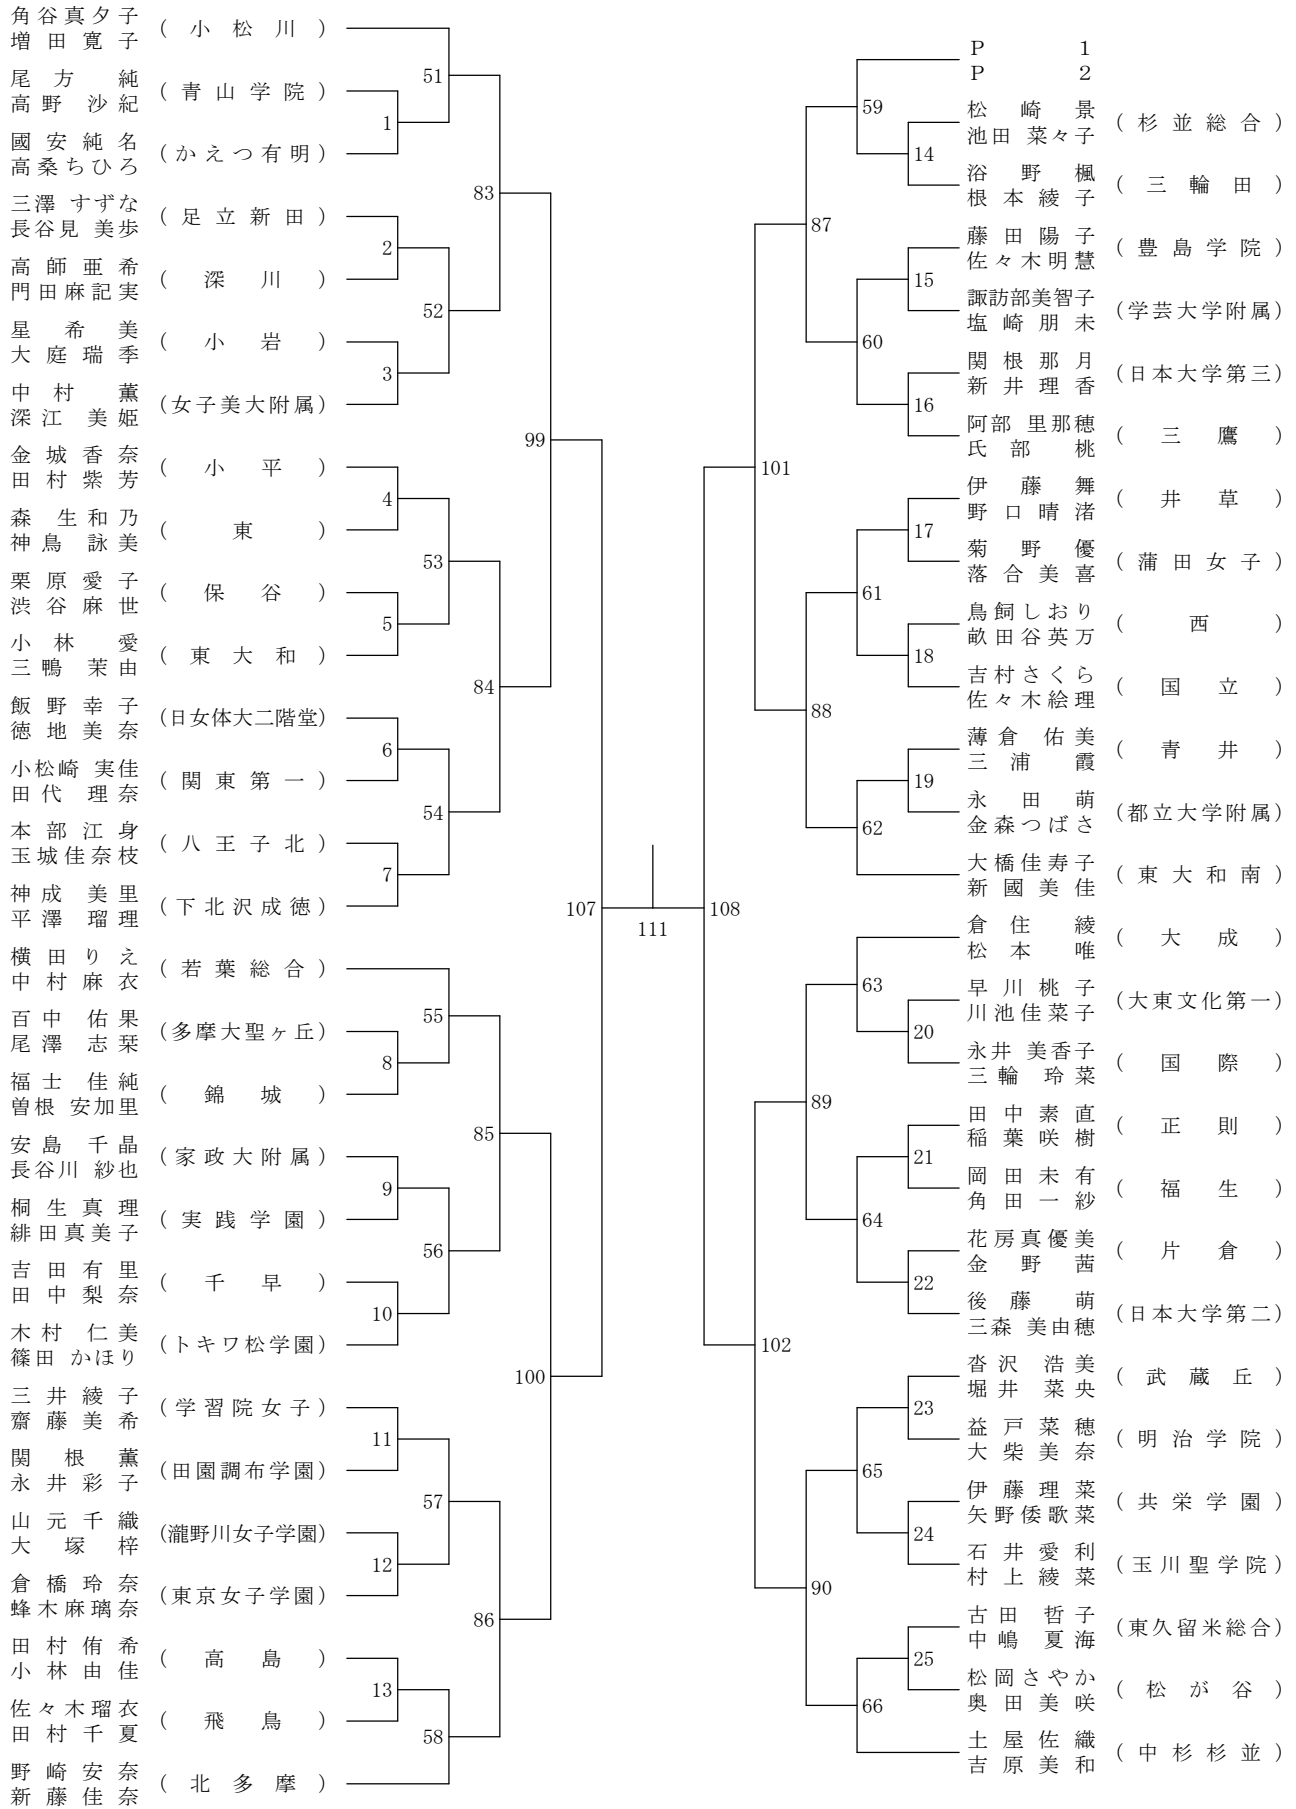 角谷真夕子
増田寛子
(小松川)
尾方純
高野沙紀
(青山学院)
國安純名
高桑ちひろ
(かえつ有明)
三澤 すずな
長谷見 美歩
(足立新田)
高師亜希
門田麻記実
(深川)
星希美
大庭瑞季
(小岩)
中村薫
深江美姫
(女子美大附属)
金城香奈
田村紫芳
(小平)
森生和乃
神鳥詠美
(東)
栗原愛子
渋谷麻世
(保谷)
小林愛
三鴨茉由
(東大和)
飯野幸子
徳地美奈
(日女体大二階堂)
小松崎 実佳
田代理奈
(関東第一)
本部江身
玉城佳奈枝
(八王子北)
神成美里
平澤瑠理
(下北沢成徳)
横田りえ
中村麻衣
(若葉総合)
百中佑果
尾澤志栞
(多摩大聖ヶ丘)
福士佳純
曽根 安加里
(錦城)
安島千晶
長谷川 紗也
(家政大附属)
桐生真理
緋田真美子
(実践学園)
吉田有里
田中梨奈
(千早)
木村仁美
篠田 かほり
(トキワ松学園)
三井綾子
齋藤美希
(学習院女子)
関根薫
永井彩子
(田園調布学園)
山元千織
大塚梓
(瀧野川女子学園)
倉橋玲奈
蜂木麻璃奈
(東京女子学園)
田村侑希
小林由佳
(高島)
佐々木瑠衣
田村千夏
(飛鳥)
野崎安奈
新藤佳奈
(北多摩)
1
2
3
4
5
6
7
8
9
10
11
12
13
51
52
53
54
55
56
57
58
83
84
85
86
99
100
107
111
108
101
102
87
88
89
90
59
60
61
62
63
64
65
66
14
15
16
17
18
19
20
21
22
23
24
25
P 1
P 2
松崎景
池田 菜々子
(杉並総合)
浴野楓
根本綾子
(三輪田)
藤田陽子
佐々木明慧
(豊島学院)
諏訪部美智子
塩崎朋未
(学芸大学附属)
関根那月
新井理香
(日本大学第三)
阿部 里那穂
氏部桃
(三鷹)
伊藤舞
野口晴渚
(井草)
菊野優
落合美喜
(蒲田女子)
鳥飼しおり
畝田谷英万
(西)
吉村さくら
佐々木絵理
(国立)
薄倉佑美
三浦霞
(青井)
永田萌
金森つばさ
(都立大学附属)
大橋佳寿子
新國美佳
(東大和南)
倉住綾
松本唯
(大成)
早川桃子
川池佳菜子
(大東文化第一)
永井 美香子
三輪玲菜
(国際)
田中素直
稲葉咲樹
(正則)
岡田未有
角田一紗
(福生)
花房真優美
金野茜
(片倉)
後藤萌
三森 美由穂
(日本大学第二)
沓沢浩美
堀井菜央
(武蔵丘)
益戸菜穂
大柴美奈
(明治学院)
伊藤理菜
矢野倭歌菜
(共栄学園)
石井愛利
村上綾菜
(玉川聖学院)
古田哲子
中嶋夏海
(東久留米総合)
松岡さやか
奥田美咲
(松が谷)
土屋佐織
吉原美和
(中杉杉並)